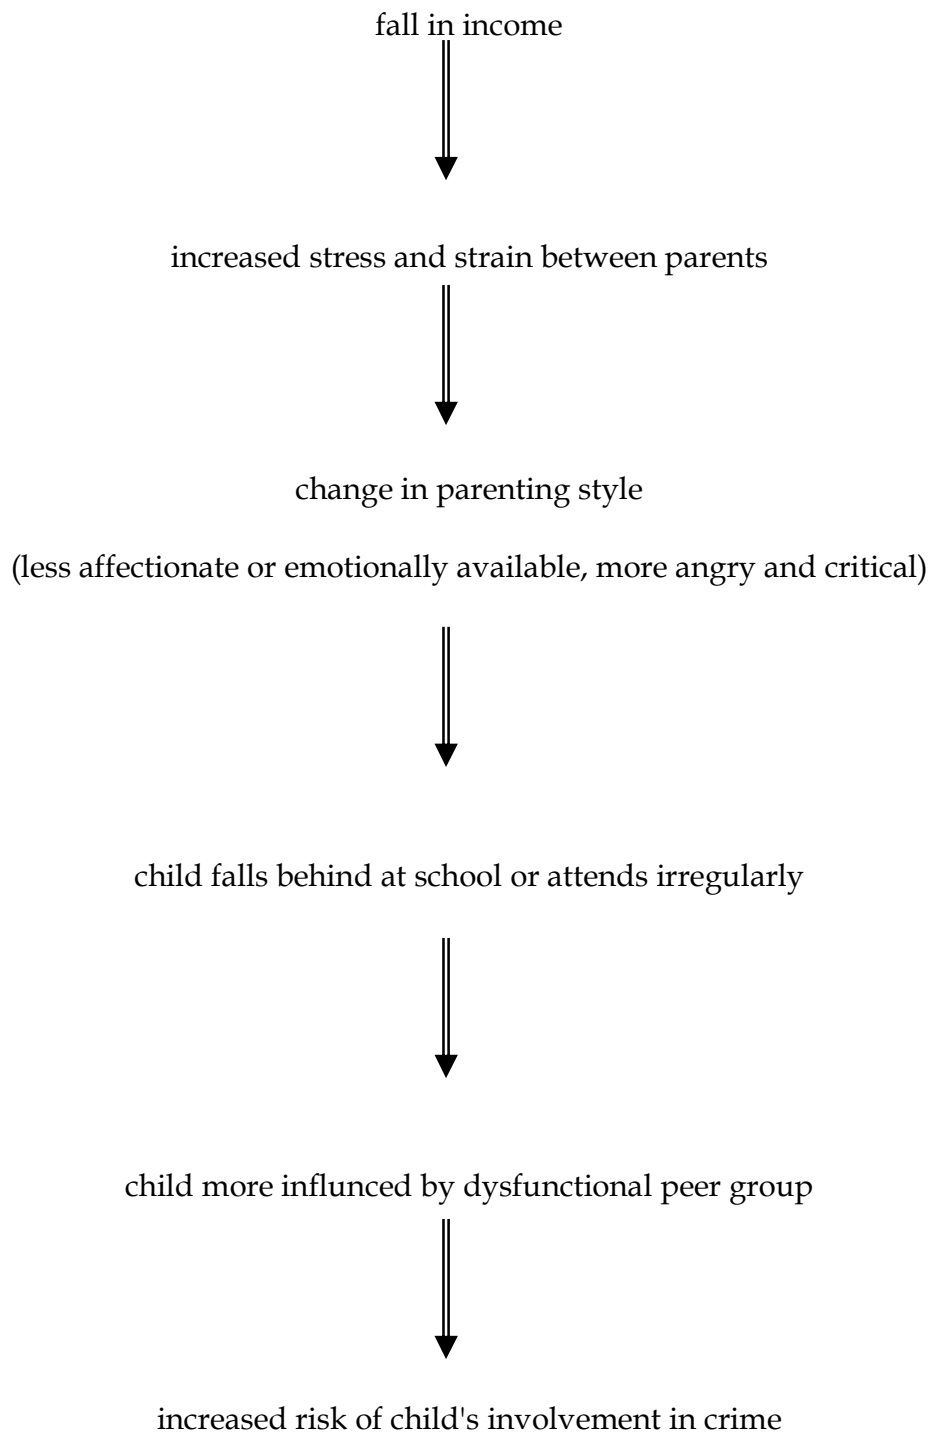 fall in income
increased stress and strain between parents
change in parenting style
(less affectionate or emotionally available, more angry and critical)
child falls behind at school or attends irregularly
child more influnced by dysfunctional peer group
increased risk of child's involvement in crime